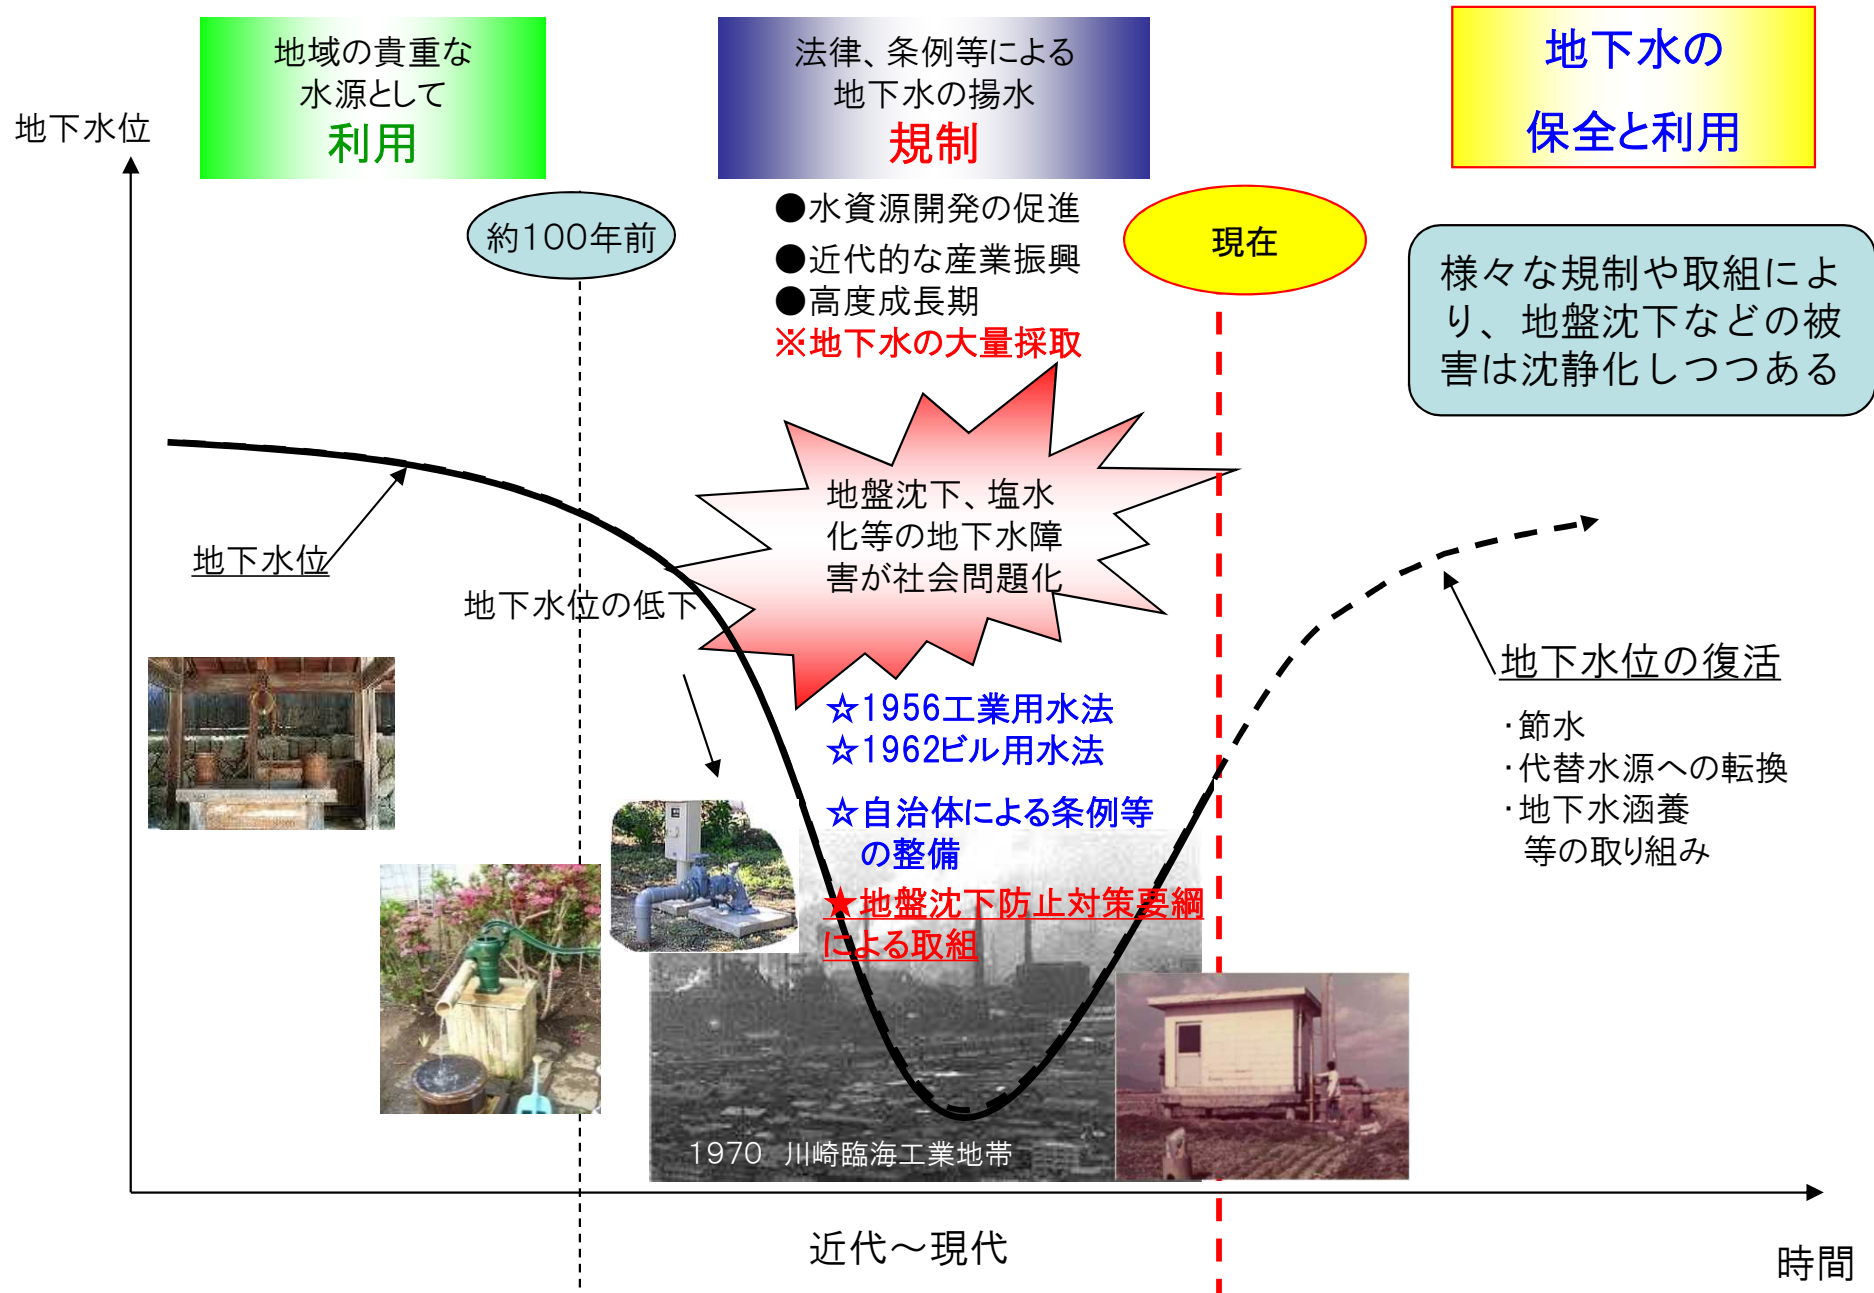 地域の貴重な
水源として
利用
法律、条例等による
地下水の揚水
規制
地下水の
保全と利用
地下水位
約100年前
●水資源開発の促進
●近代的な産業振興
●高度成長期
※地下水の大量採取
現在
様々な規制や取組によ
り、地盤沈下などの被
害は沈静化しつつある
地盤沈下、塩水
化等の地下水障
害が社会問題化
地下水位
地下水位の低下
☆1956工業用水法
☆1962ビル用水法
☆自治体による条例等
の整備
★地盤沈下防止対策要綱
による取組
地下水位の復活
・節水
・代替水源への転換
・地下水涵養
等の取り組み
1970 川崎臨海工業地帯
近代～現代
時間